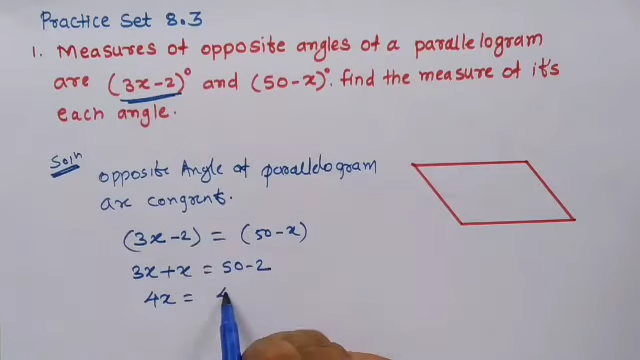 Practice Set 8.3
1. Measures of opposite angles of a parallelogram
are (3x-2)° and (50-x)°. find the measure of it's
each angle.
Soln
opposite Angle of parallelogram
are congrent.
(3x-2) = (50-x)
3x+x = 50-2
4x = 4